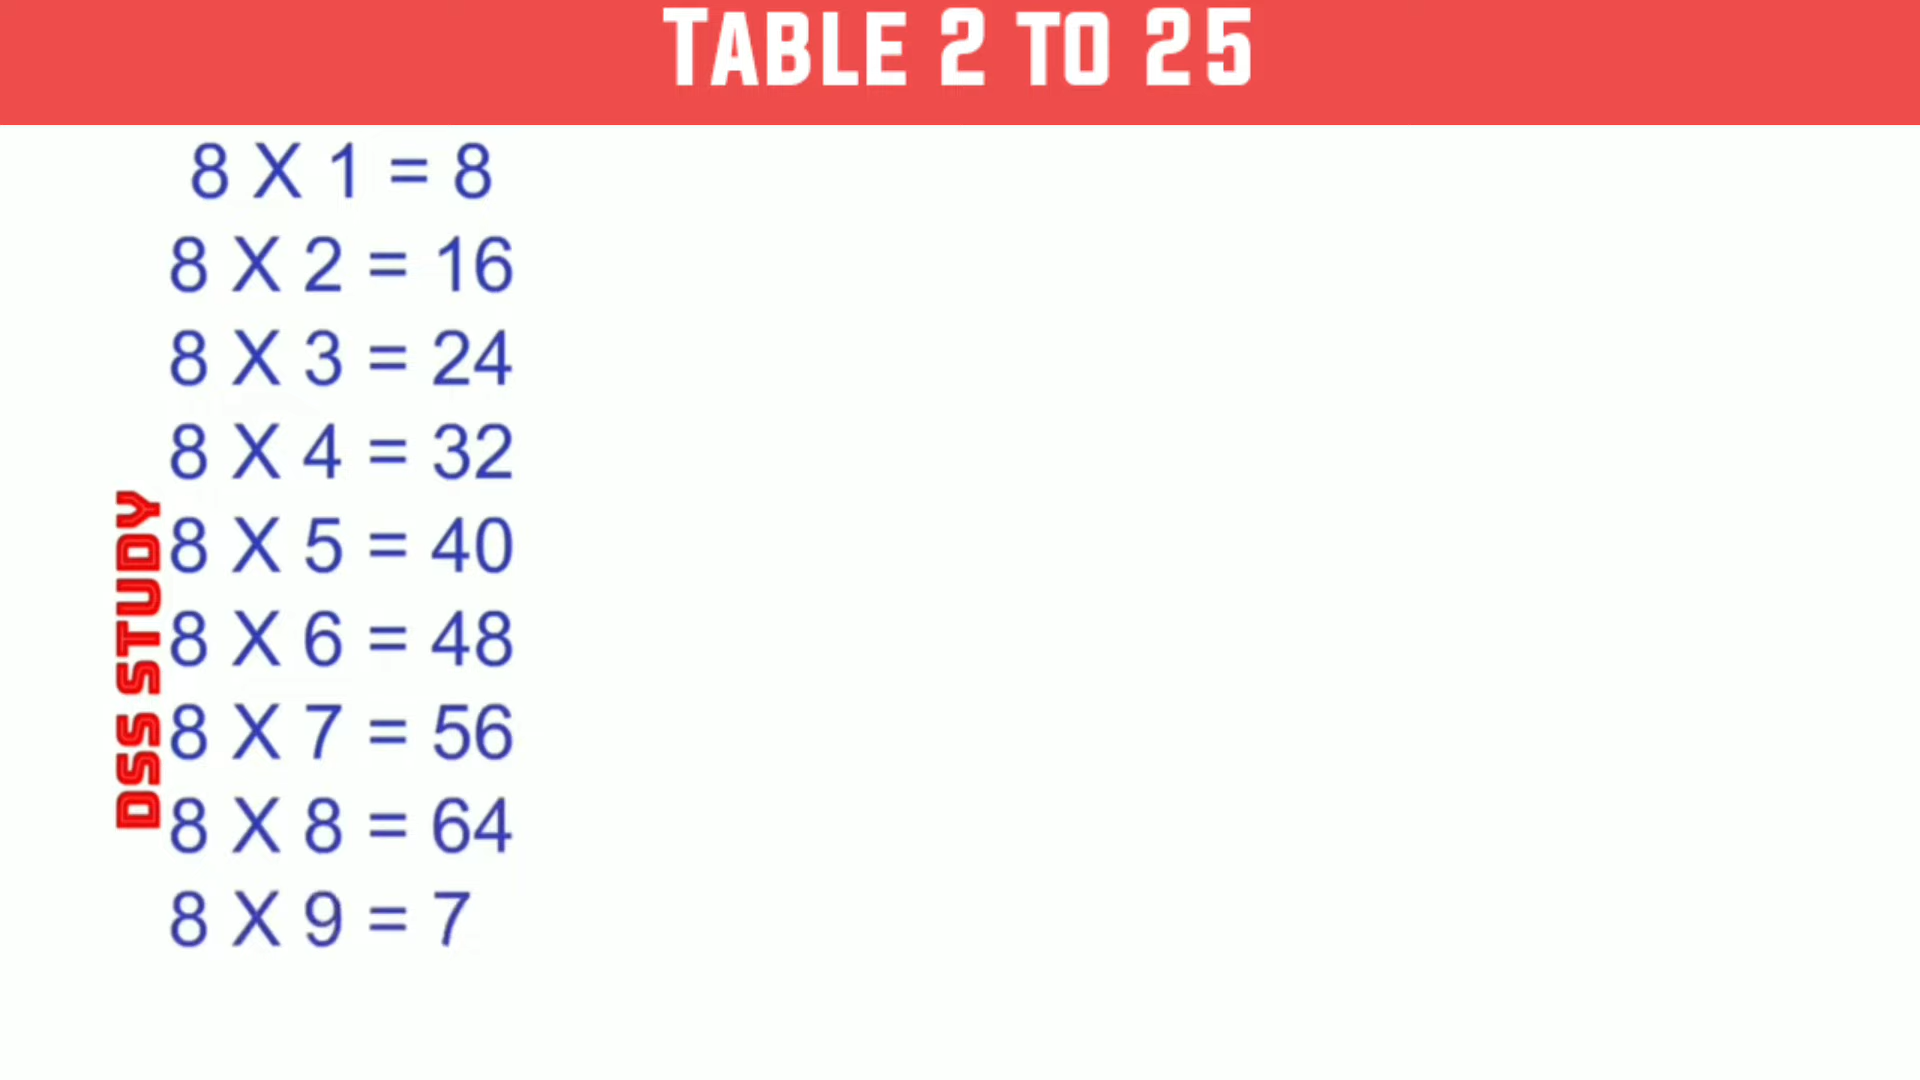 TABLE 2 TO 25
8 X 1 = 8
8 X 2 = 16
8 X 3 = 24
8 X 4 = 32
8 X 5 = 40
8 X 6 = 48
8 X 7 = 56
8 X 8 = 64
8 X 9 = 7
DSS STUDY